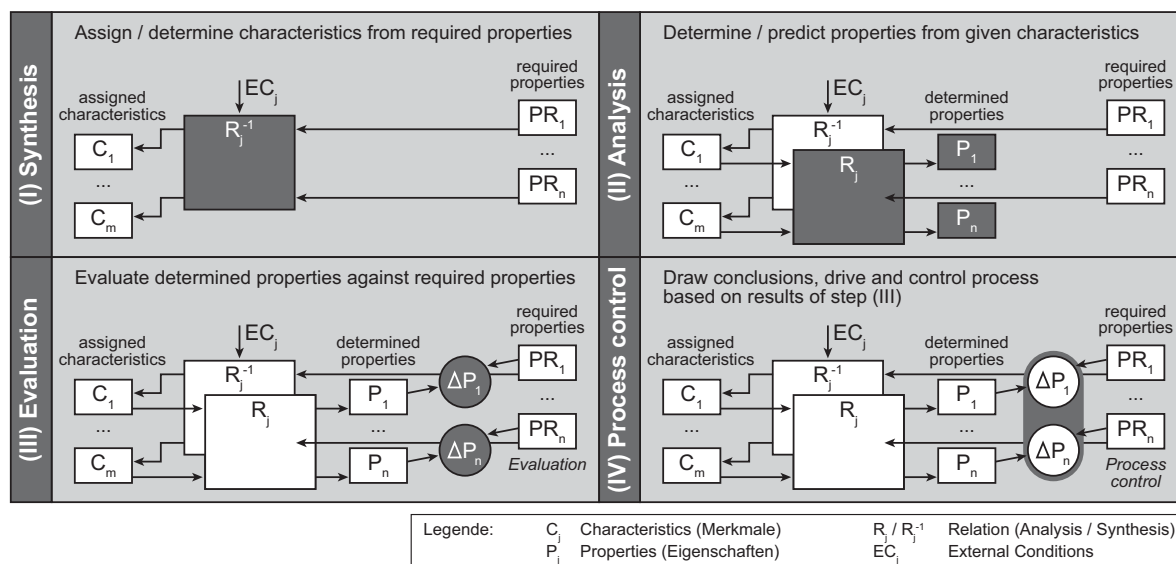 (I) Synthesis
Assign / determine characteristics from required properties
required
properties
assigned
characteristics
EC_j
R_j^-1
PR_1
C_1
...
...
PR_n
C_m
(II) Analysis
Determine / predict properties from given characteristics
required
properties
assigned
characteristics
EC_j
determined
properties
R_j^-1
PR_1
C_1
R_j
P_1
...
...
...
PR_n
C_m
P_n
(III) Evaluation
Evaluate determined properties against required properties
required
properties
assigned
characteristics
EC_j
determined
properties
R_j^-1
PR_1
C_1
R_j
P_1
ΔP_1
...
...
...
PR_n
C_m
P_n
ΔP_n
Evaluation
(IV) Process control
Draw conclusions, drive and control process
based on results of step (III)
required
properties
assigned
characteristics
EC_j
determined
properties
R_j^-1
PR_1
C_1
R_j
P_1
ΔP_1
...
...
...
PR_n
C_m
P_n
ΔP_n
Process
control
Legende: C_j Characteristics (Merkmale) R_j / R_j^-1 Relation (Analysis / Synthesis)
P_j Properties (Eigenschaften) EC_j External Conditions